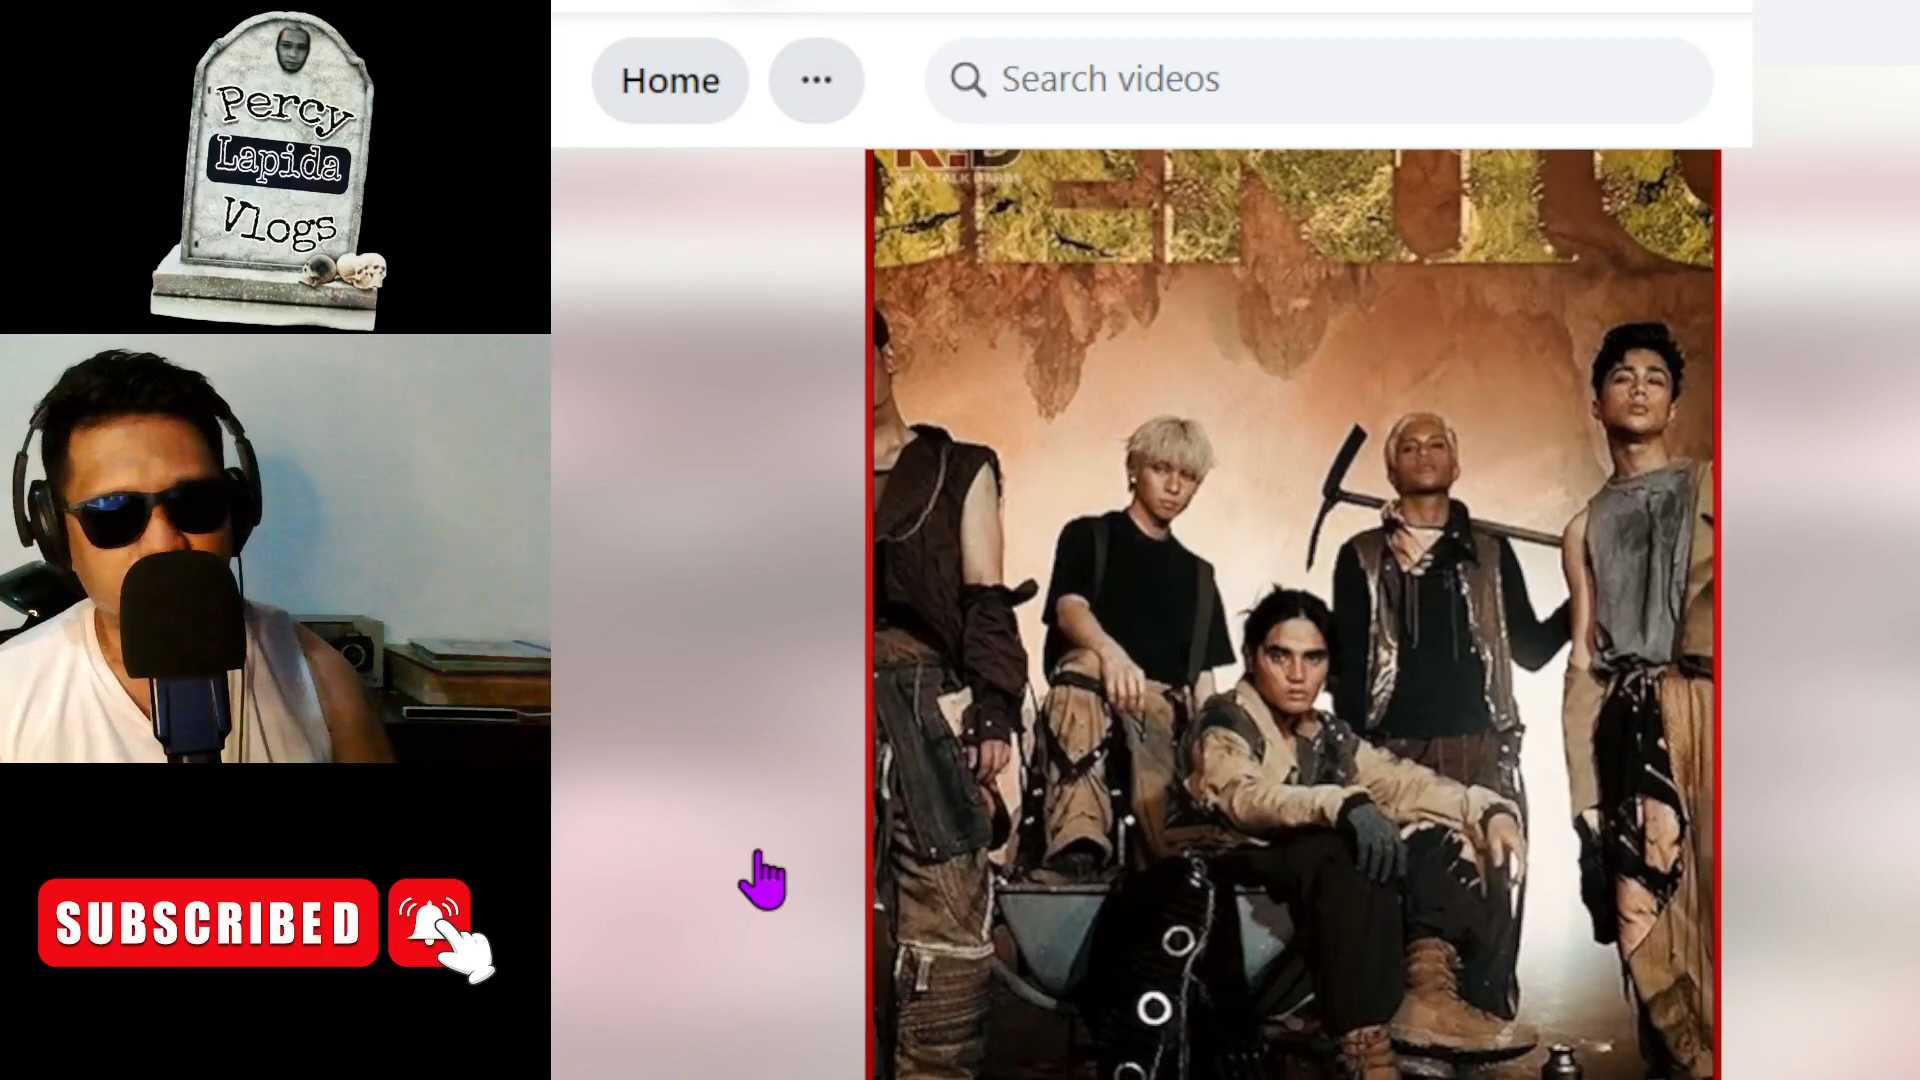 Percy
Lapida
Vlogs
Home
Search videos
SUBSCRIBED